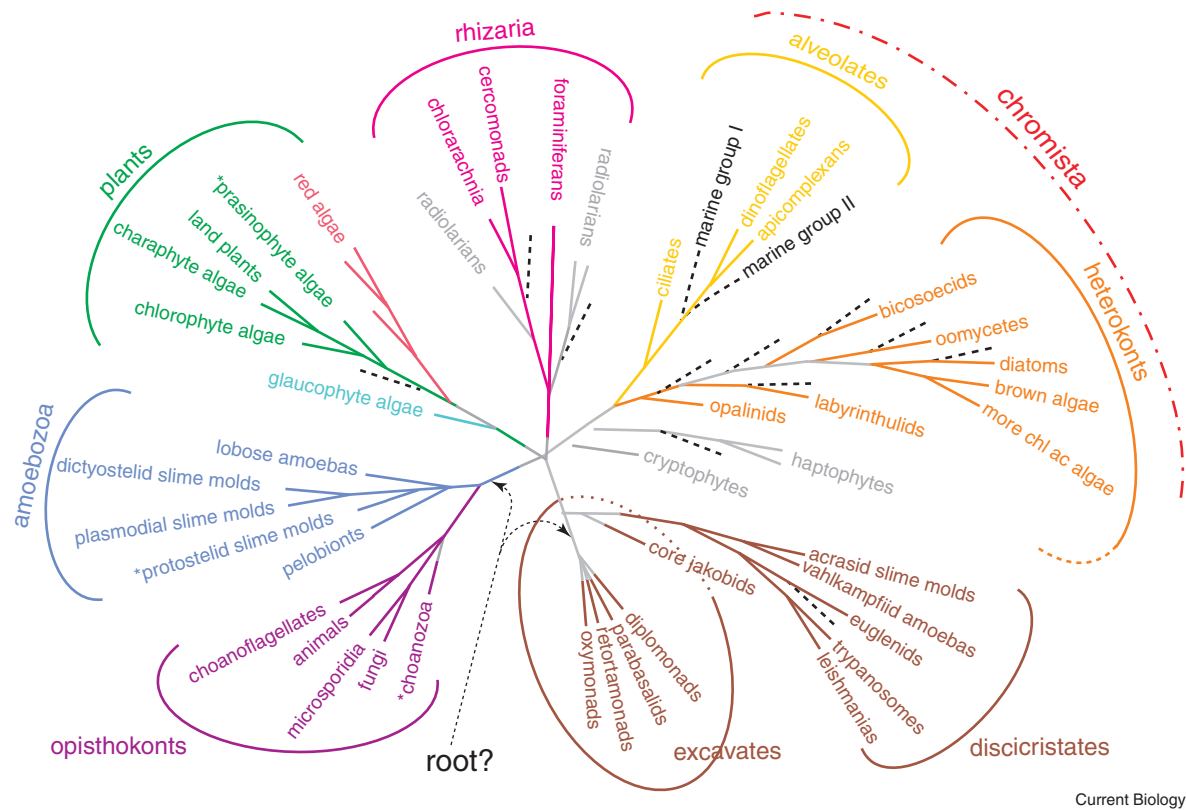 rhizaria
alveolates
chromista
plants
heterokonts
amoebozoa
opisthokonts
excavates
discicristates
chlorarachnia
cercomonads
foraminiferans
radiolarians
radiolarians
red algae
*prasinophyte algae
land plants
charaphyte algae
chlorophyte algae
glaucophyte algae
ciliates
marine group I
dinoflagellates
apicomplexans
marine group II
bicosoecids
oomycetes
diatoms
brown algae
more chl ac algae
labyrinthulids
opalinids
haptophytes
cryptophytes
lobose amoebas
dictyostelid slime molds
plasmodial slime molds
*protostelid slime molds
pelobionts
choanoflagellates
animals
microsporidia
fungi
*choanozoa
root?
core jakobids
acrasid slime molds
vahlkampfiid amoebas
euglenids
trypanosomes
leishmanias
diplomonads
parabasalids
retortamonads
oxymonads
Current Biology